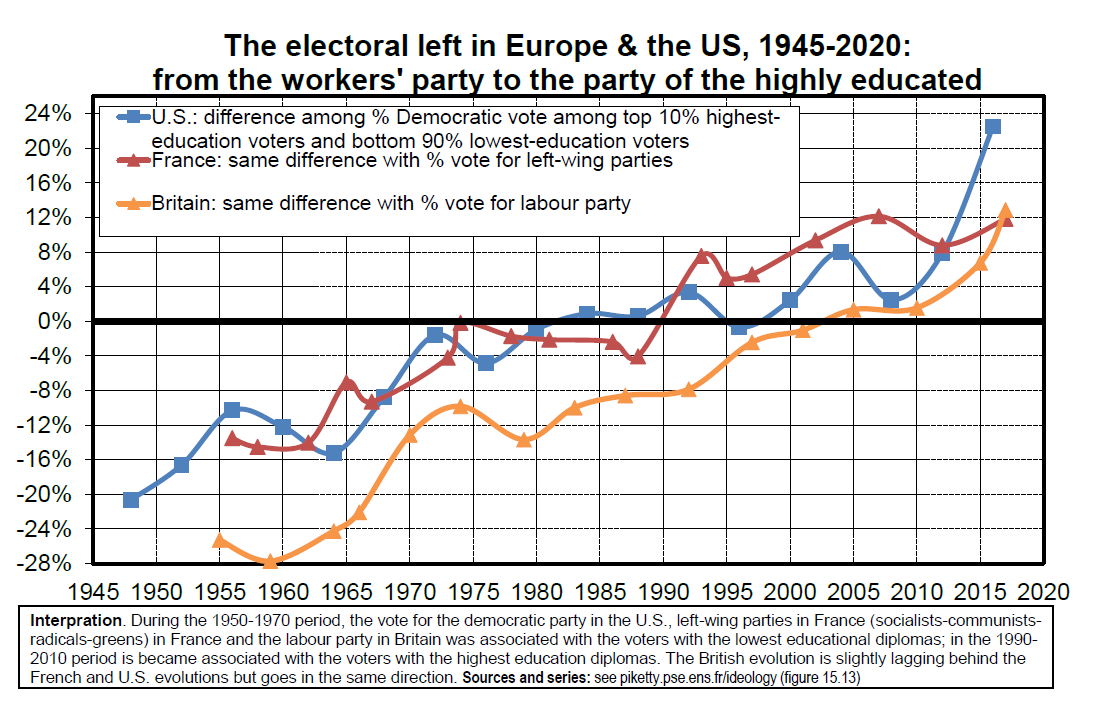 The electoral left in Europe & the US, 1945-2020:
from the workers' party to the party of the highly educated
24%
20%
16%
12%
8%
4%
0%
-4%
-8%
-12%
-16%
-20%
-24%
-28%
U.S.: difference among % Democratic vote among top 10% highest-
education voters and bottom 90% lowest-education voters
France: same difference with % vote for left-wing parties
Britain: same difference with % vote for labour party
1945 1950 1955 1960 1965 1970 1975 1980 1985 1990 1995 2000 2005 2010 2015 2020
Interpration. During the 1950-1970 period, the vote for the democratic party in the U.S., left-wing parties in France (socialists-communists-
radicals-greens) in France and the labour party in Britain was associated with the voters with the lowest educational diplomas; in the 1990-
2010 period is became associated with the voters with the highest education diplomas. The British evolution is slightly lagging behind the
French and U.S. evolutions but goes in the same direction. Sources and series: see piketty.pse.ens.fr/ideology (figure 15.13)